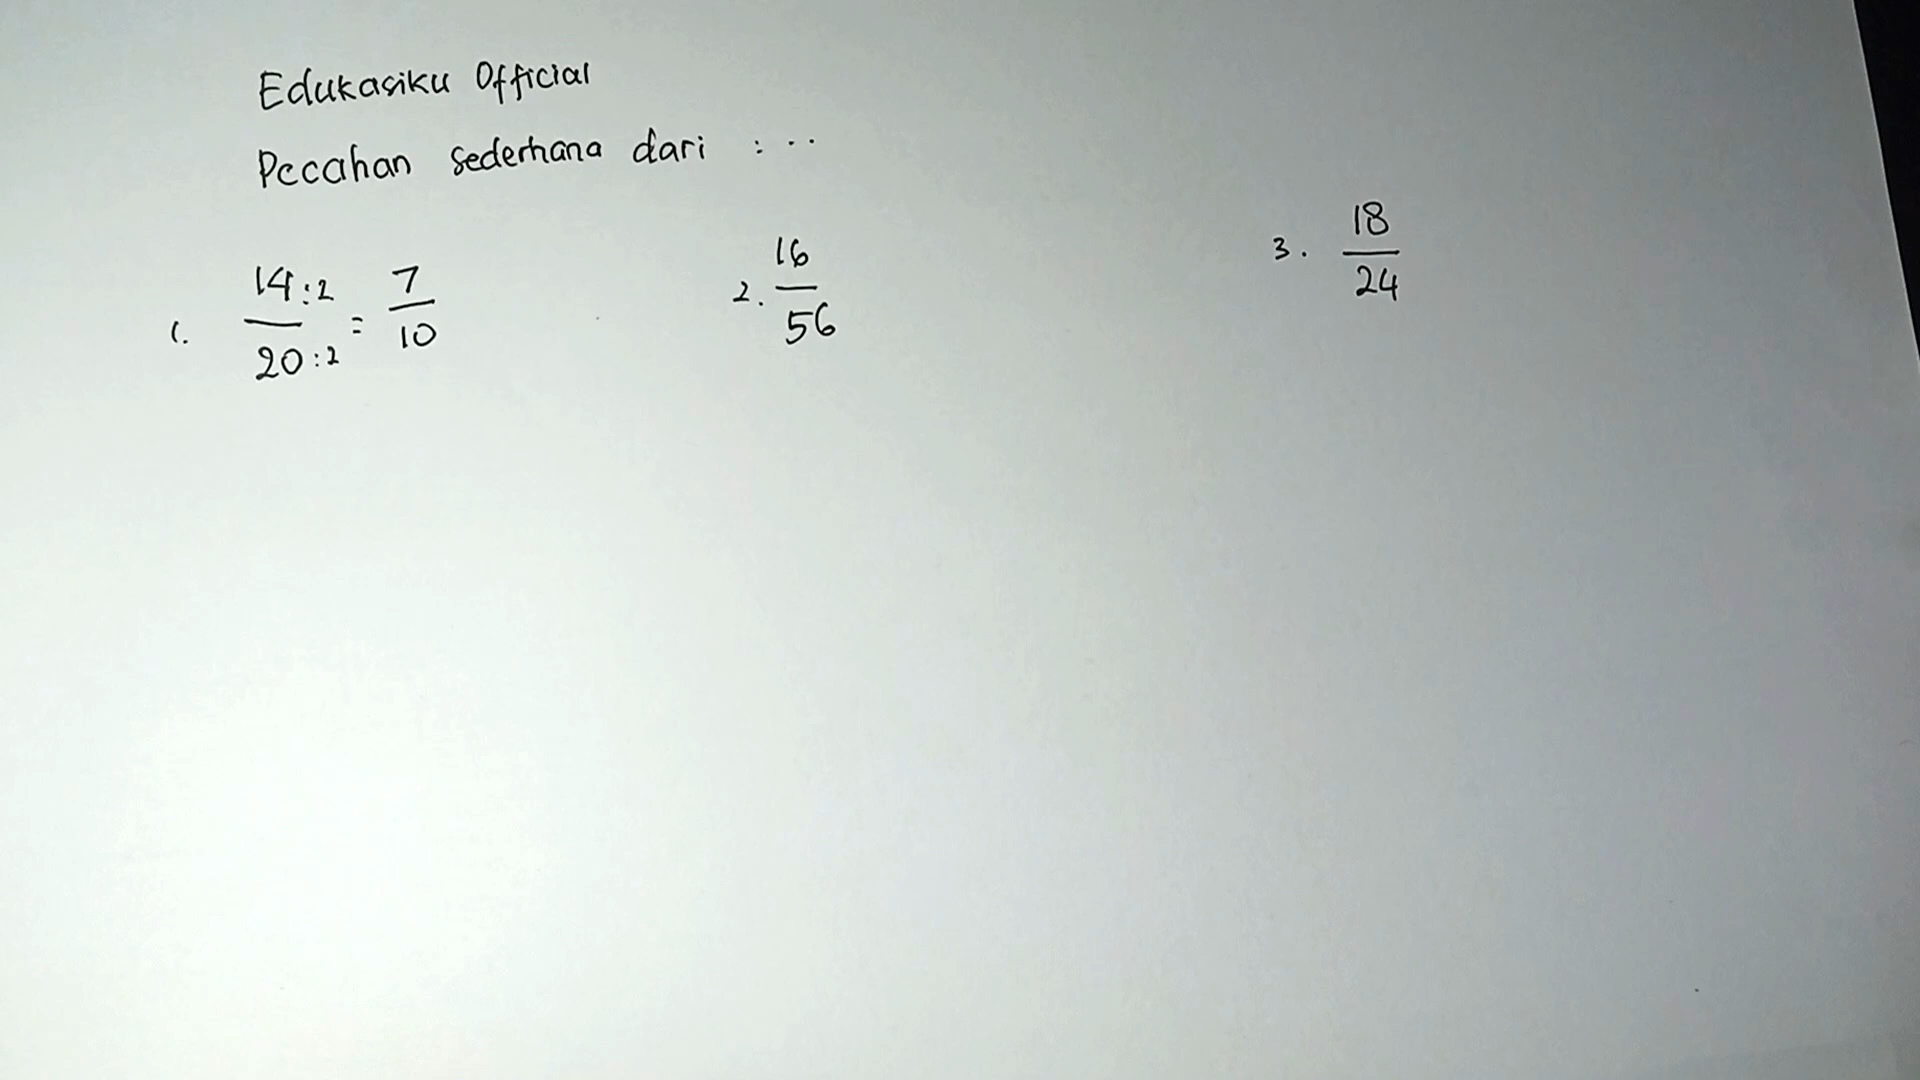 Edukasiku Official
Pecahan sederhana dari : ...
1. 14:2 / 20:2 = 7/10
2. 16/56
3. 18/24